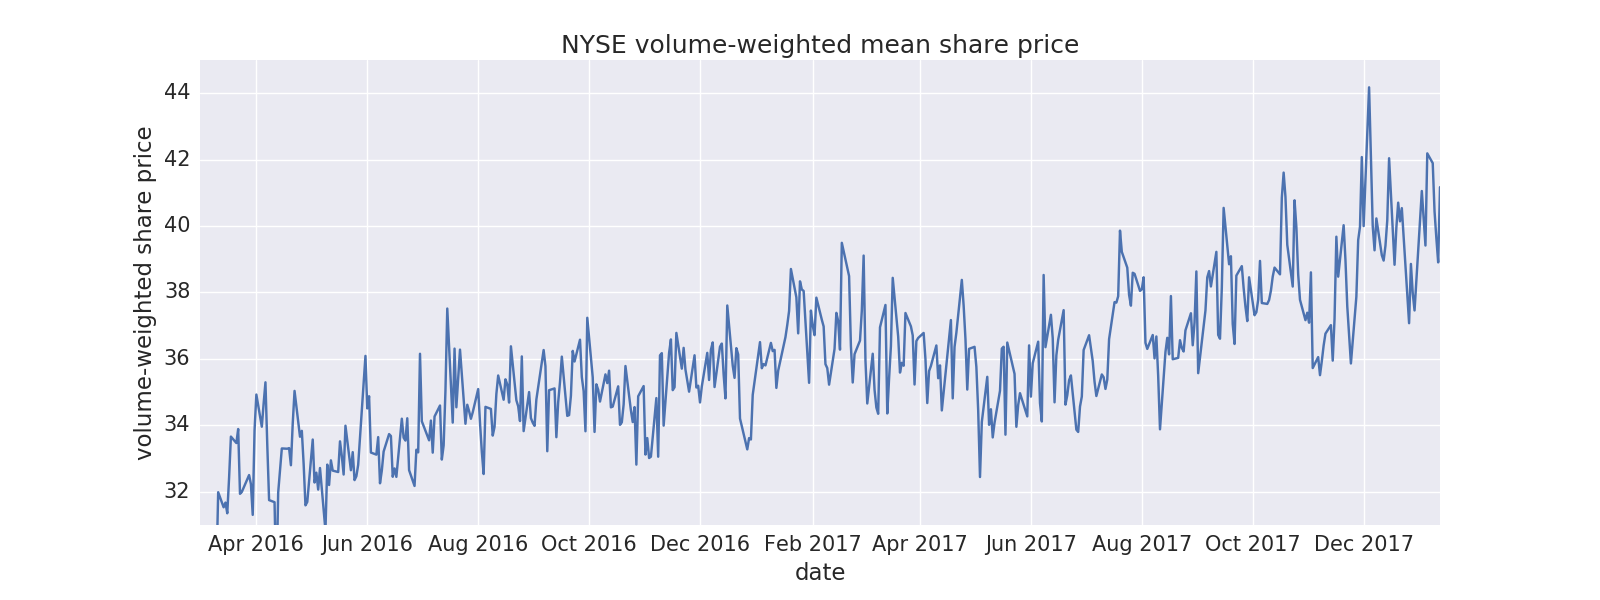 NYSE volume-weighted mean share price
volume-weighted share price
44
42
40
38
36
34
32
Apr 2016 Jun 2016 Aug 2016 Oct 2016 Dec 2016 Feb 2017 Apr 2017 Jun 2017 Aug 2017 Oct 2017 Dec 2017
date